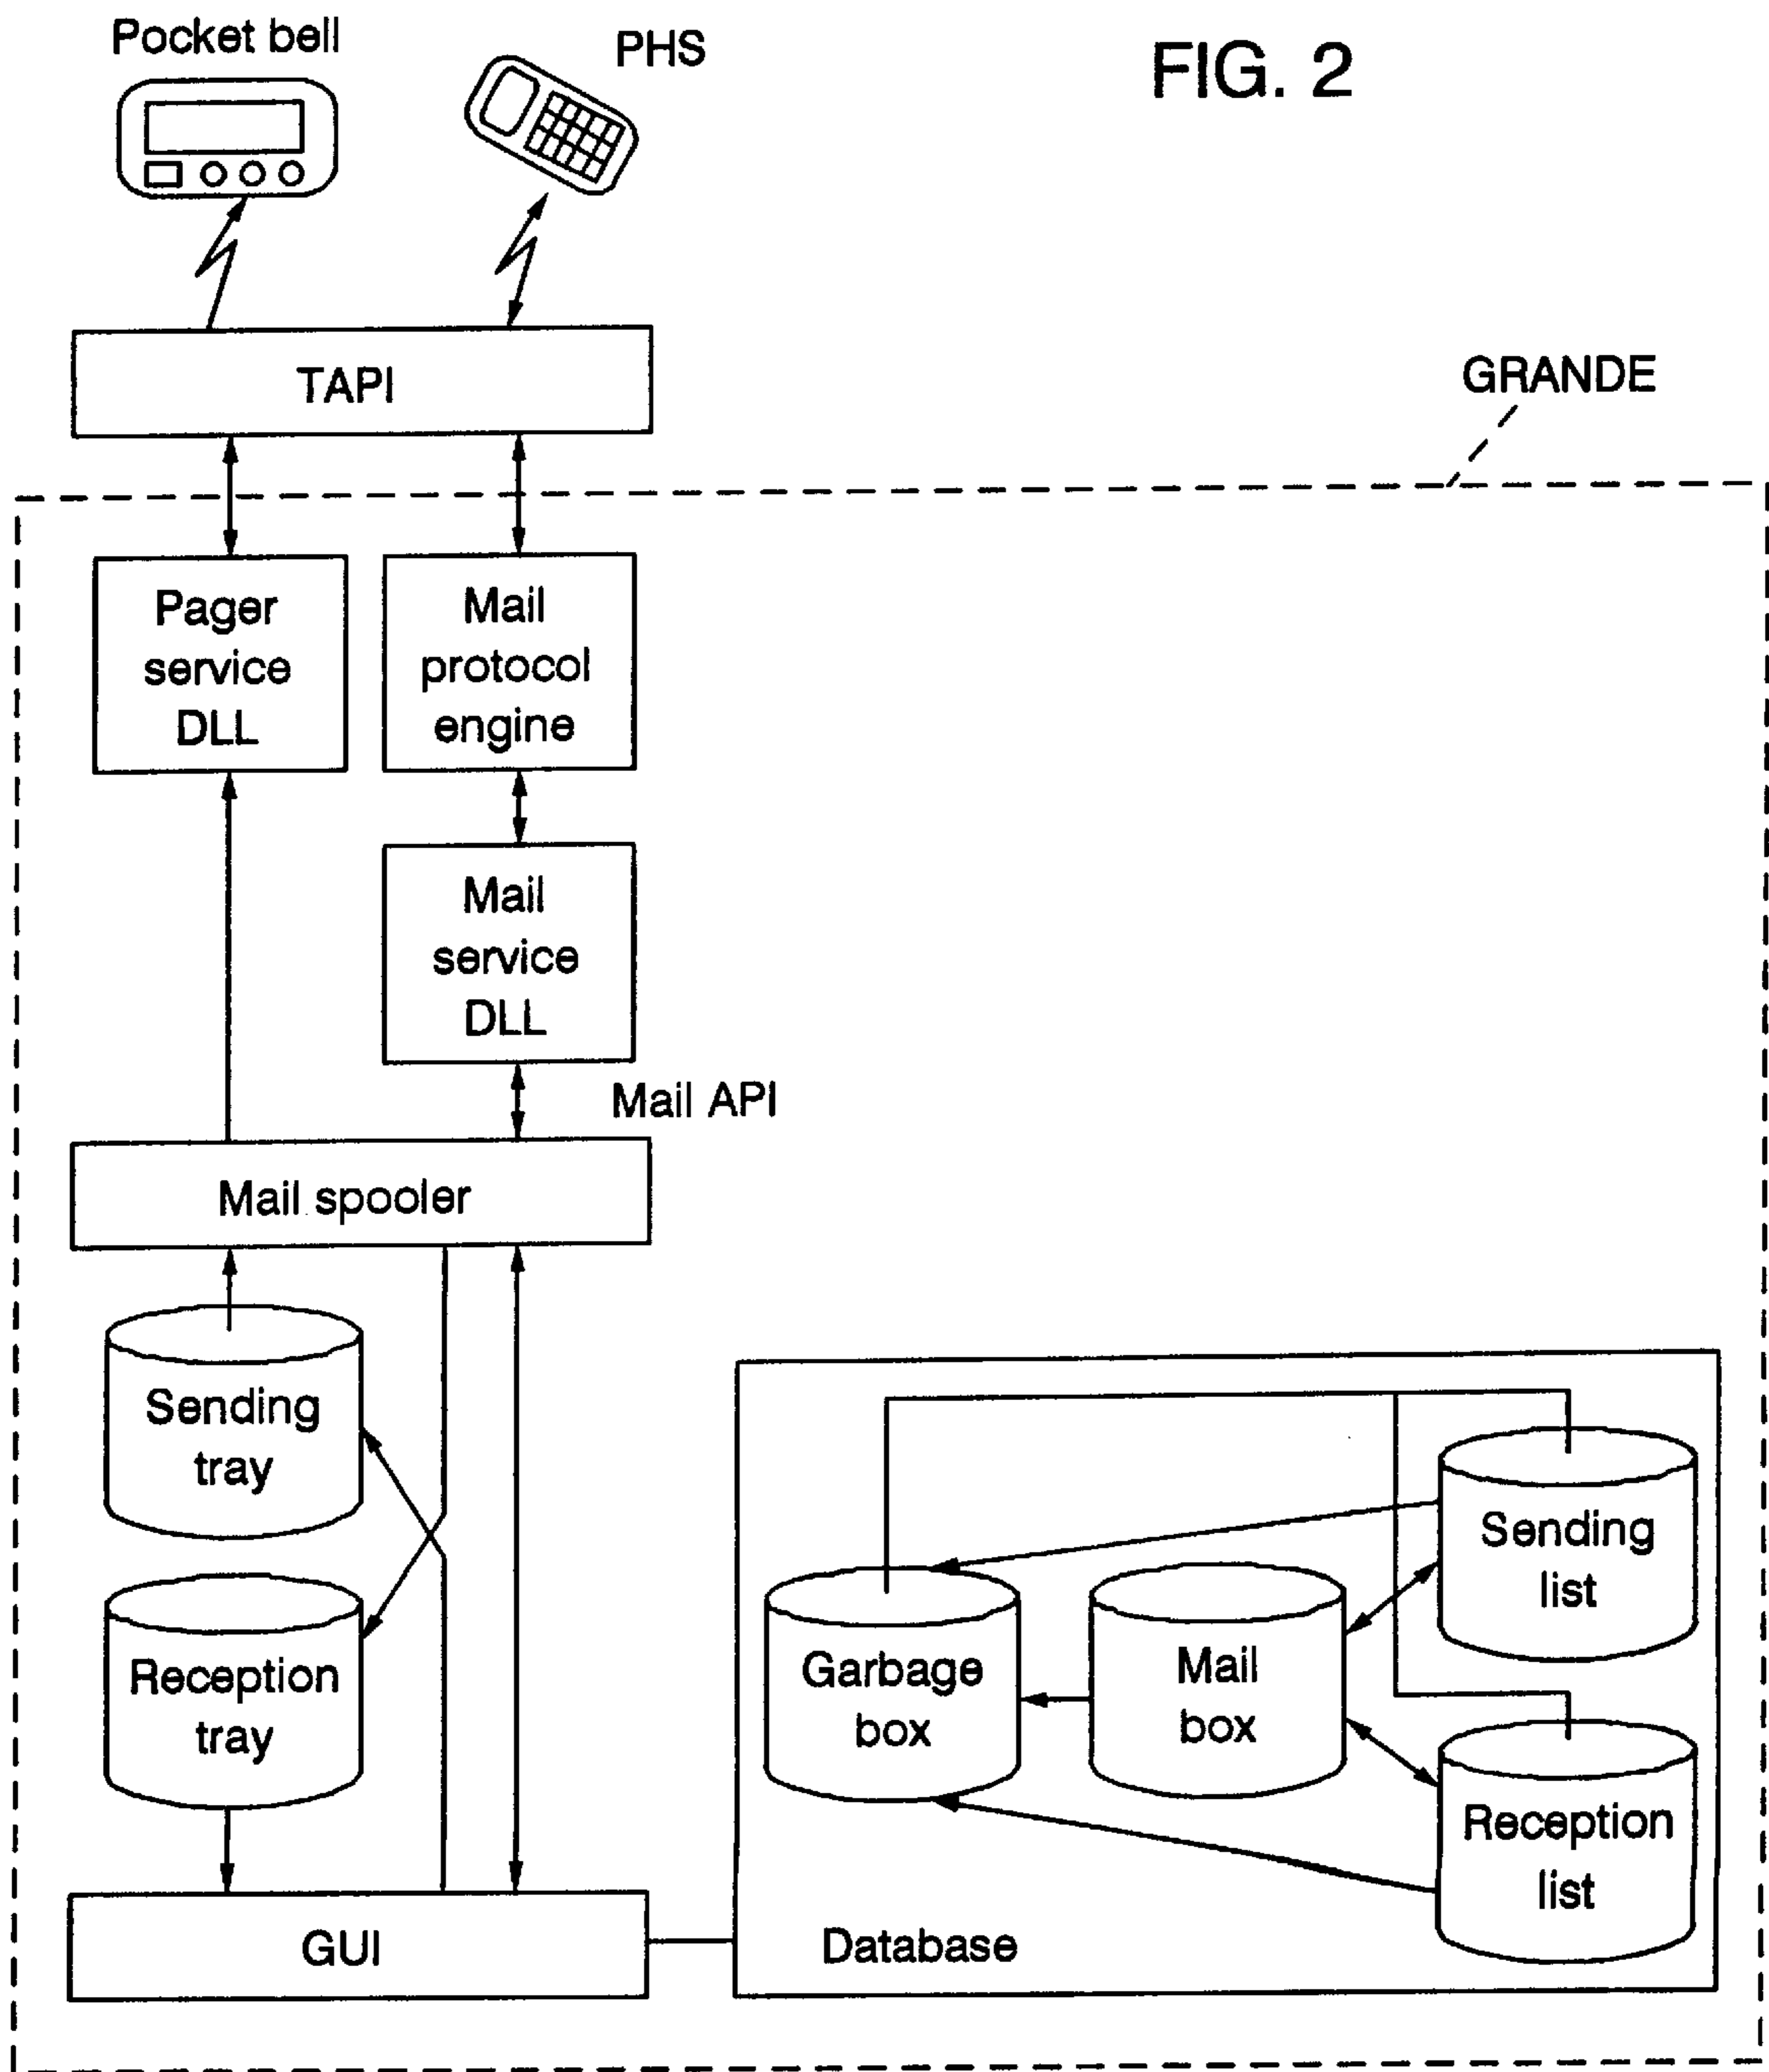 Pocket bell
PHS
FIG. 2
TAPI
GRANDE
Pager
service
DLL
Mail
protocol
engine
Mail
service
DLL
Mail API
Mail spooler
Sending
tray
Reception
tray
GUI
Garbage
box
Mail
box
Sending
list
Reception
list
Database